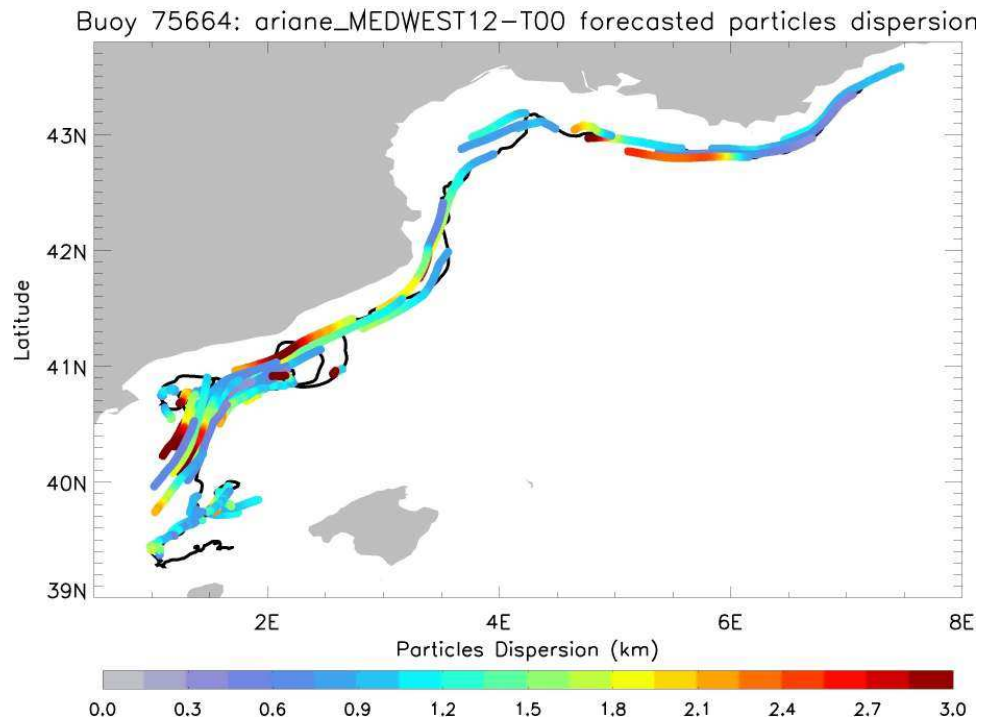 Buoy 75664: ariane_MEDWEST12-T00 forecasted particles dispersion
43N
42N
41N
40N
39N
Latitude
2E 4E 6E 8E
Particles Dispersion (km)
0.0 0.3 0.6 0.9 1.2 1.5 1.8 2.1 2.4 2.7 3.0